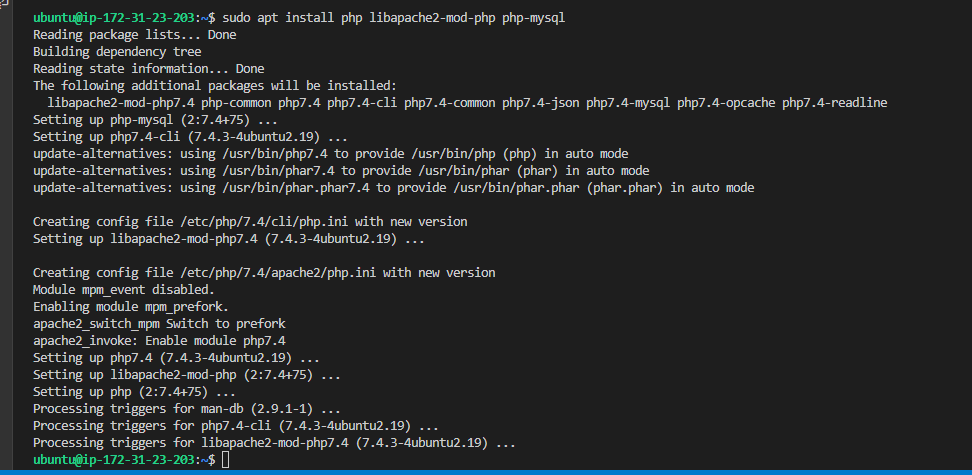 ubuntu@ip-172-31-23-203:~$ sudo apt install php libapache2-mod-php php-mysql
Reading package lists... Done
Building dependency tree
Reading state information... Done
The following additional packages will be installed:
  libapache2-mod-php7.4 php-common php7.4 php7.4-cli php7.4-common php7.4-json php7.4-mysql php7.4-opcache php7.4-readline
Setting up php-mysql (2:7.4+75) ...
Setting up php7.4-cli (7.4.3-4ubuntu2.19) ...
update-alternatives: using /usr/bin/php7.4 to provide /usr/bin/php (php) in auto mode
update-alternatives: using /usr/bin/phar7.4 to provide /usr/bin/phar (phar) in auto mode
update-alternatives: using /usr/bin/phar.phar7.4 to provide /usr/bin/phar.phar (phar.phar) in auto mode

Creating config file /etc/php/7.4/cli/php.ini with new version
Setting up libapache2-mod-php7.4 (7.4.3-4ubuntu2.19) ...

Creating config file /etc/php/7.4/apache2/php.ini with new version
Module mpm_event disabled.
Enabling module mpm_prefork.
apache2_switch_mpm Switch to prefork
apache2_invoke: Enable module php7.4
Setting up php7.4 (7.4.3-4ubuntu2.19) ...
Setting up libapache2-mod-php (2:7.4+75) ...
Setting up php (2:7.4+75) ...
Processing triggers for man-db (2.9.1-1) ...
Processing triggers for php7.4-cli (7.4.3-4ubuntu2.19) ...
Processing triggers for libapache2-mod-php7.4 (7.4.3-4ubuntu2.19) ...
ubuntu@ip-172-31-23-203:~$